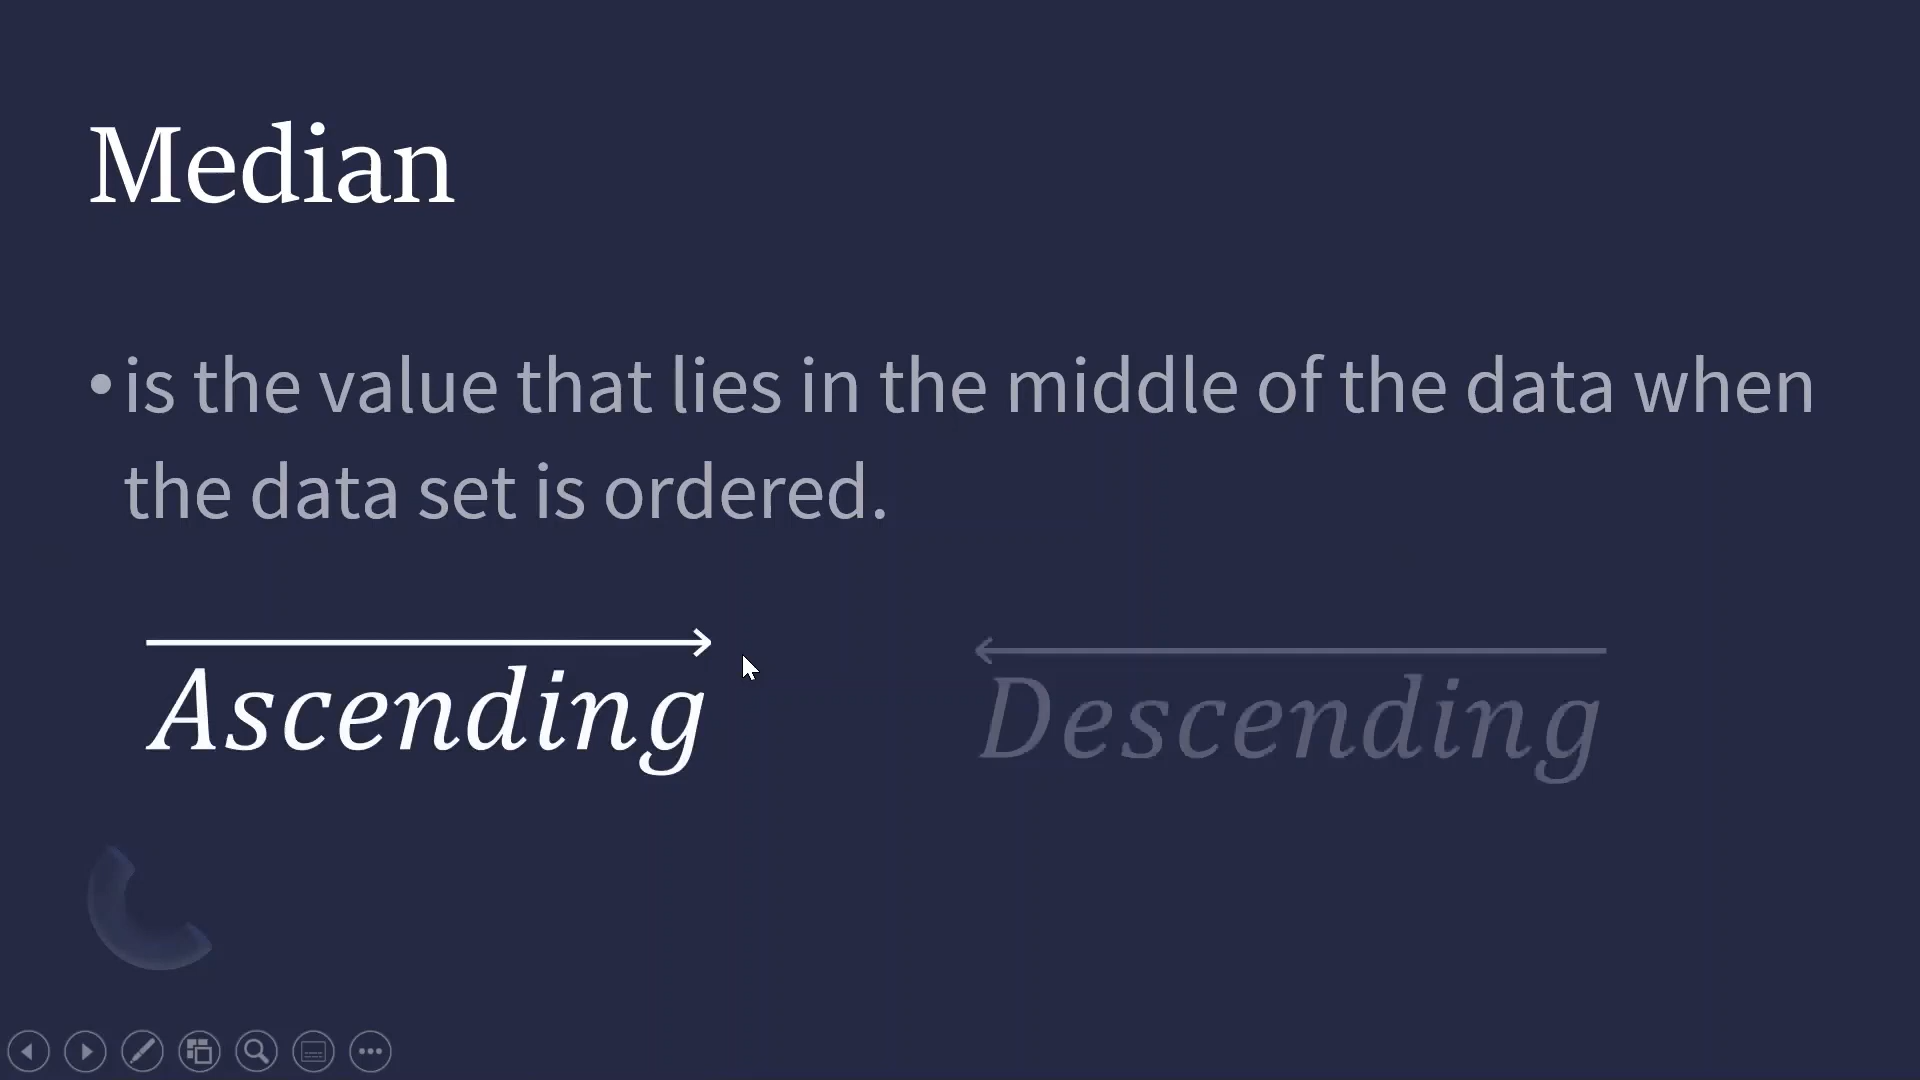 Median
• is the value that lies in the middle of the data when
the data set is ordered.
Ascending
Descending